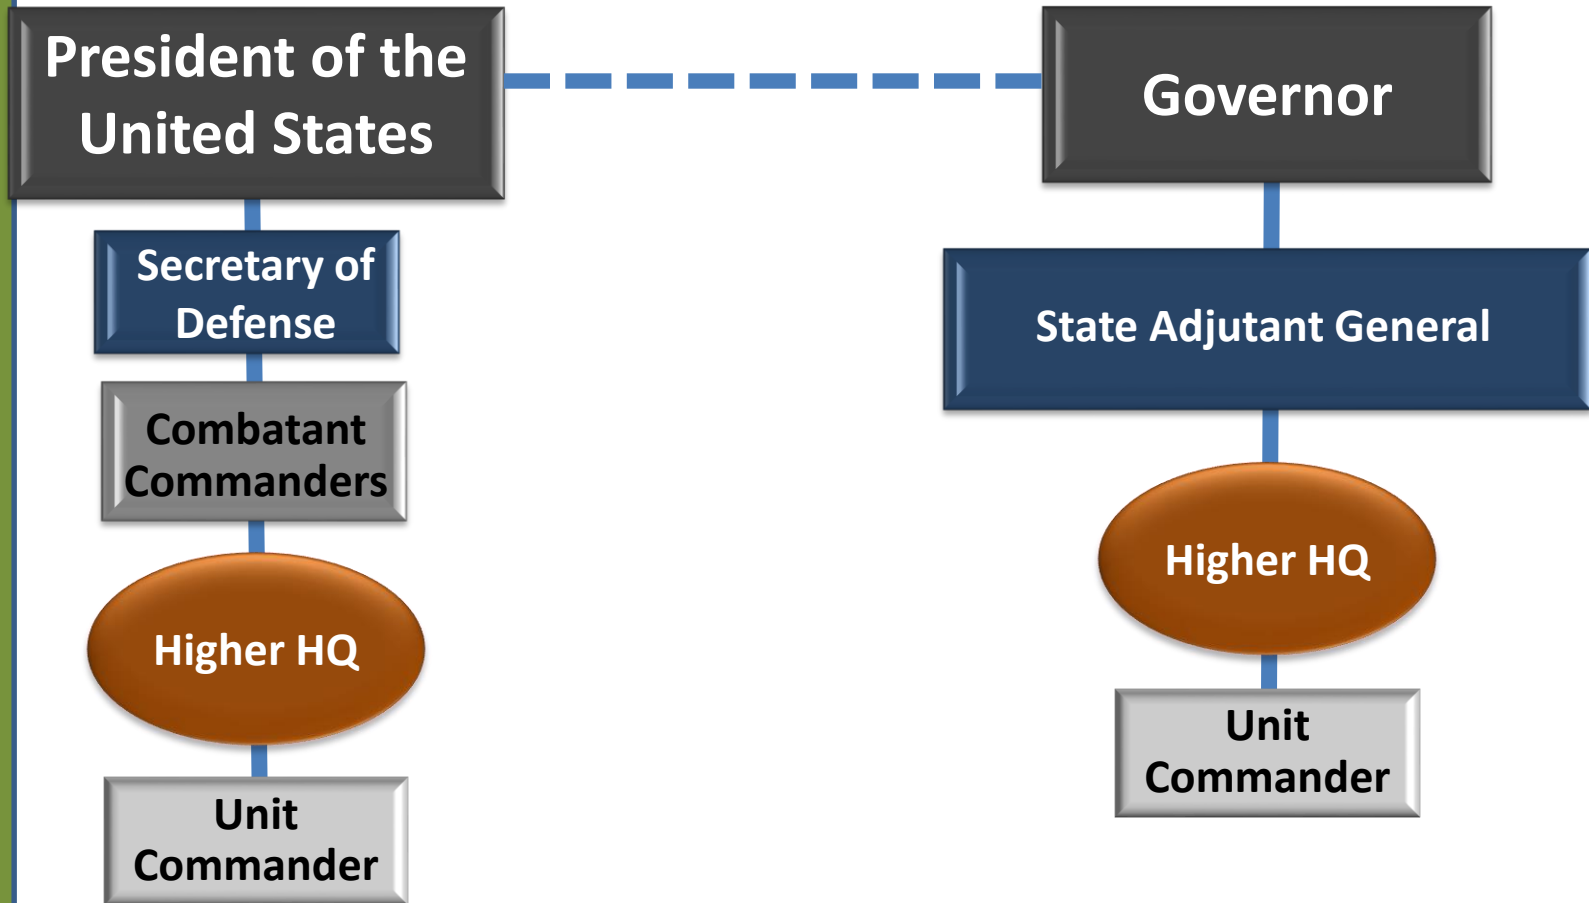 President of the
United States
Governor
Secretary of
Defense
State Adjutant General
Combatant
Commanders
Higher HQ
Higher HQ
Unit
Commander
Unit
Commander